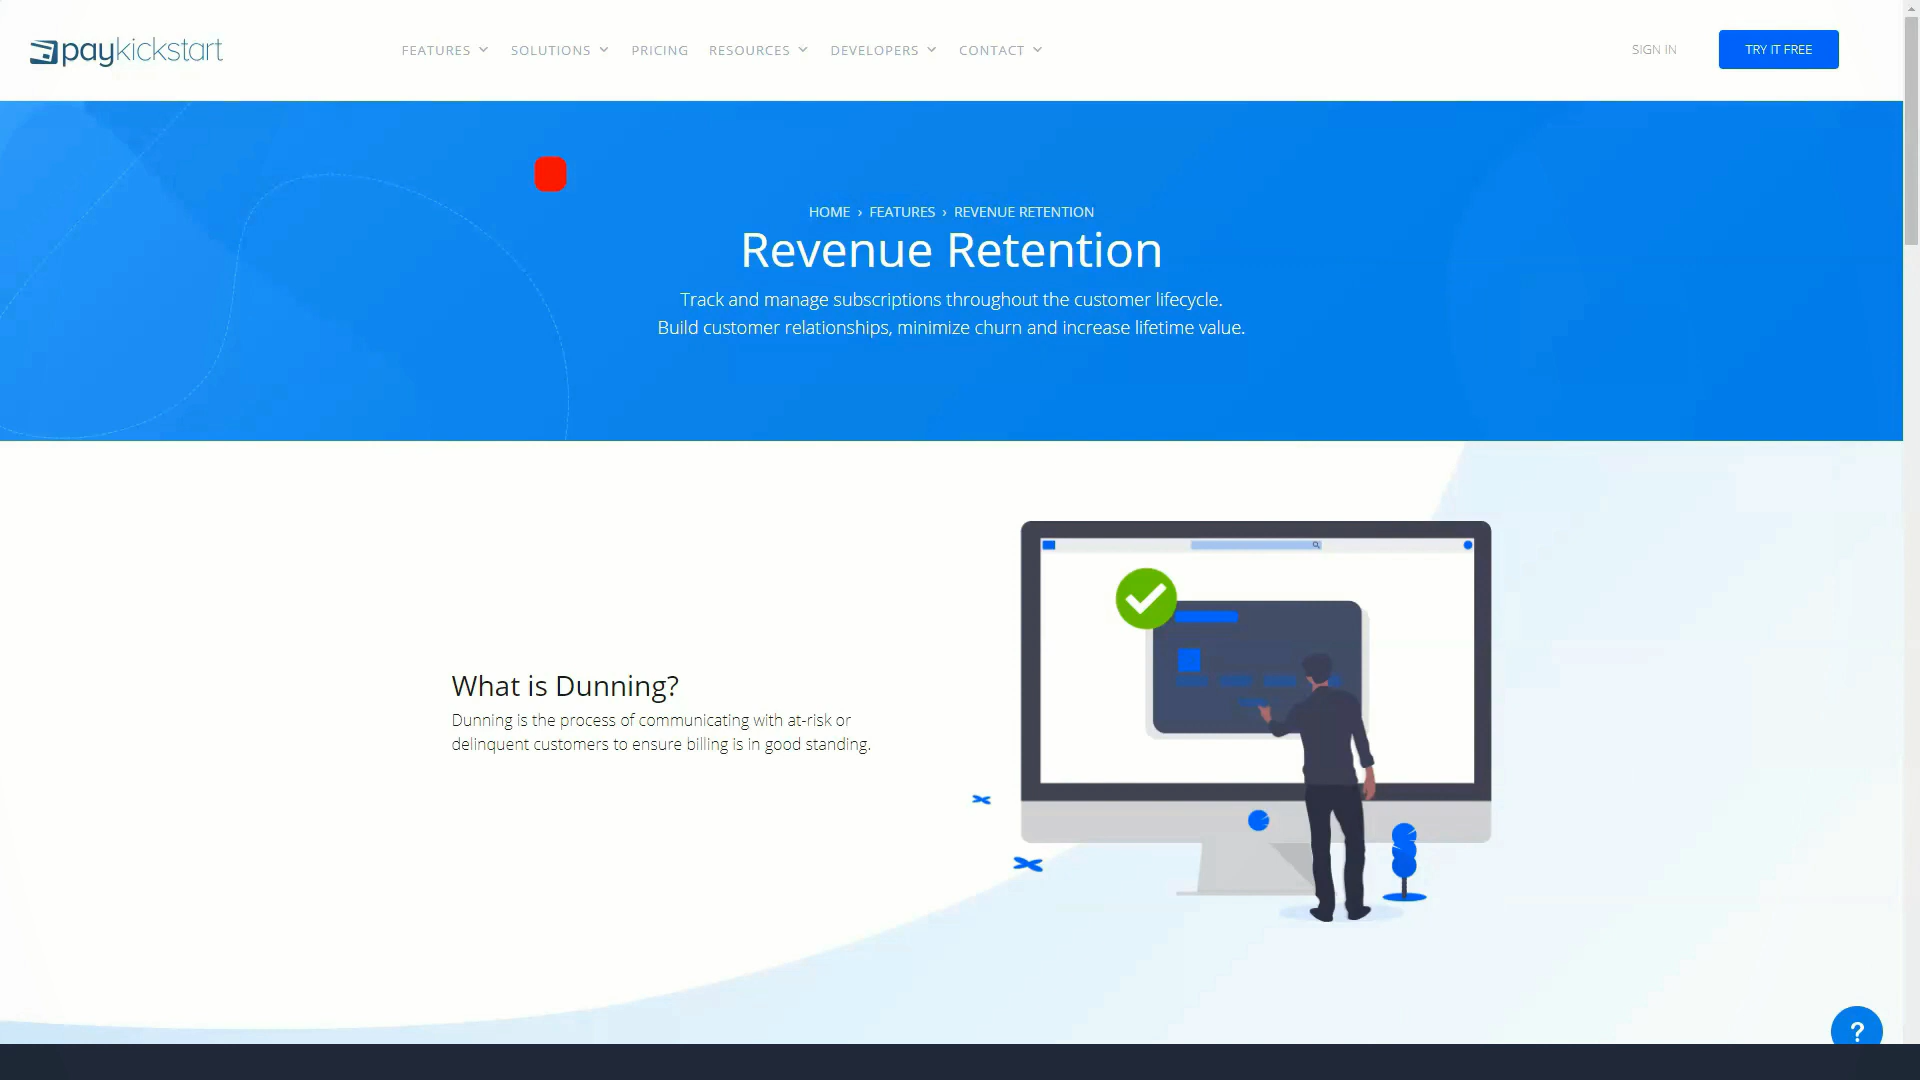 paykickstart
FEATURES
SOLUTIONS
PRICING
RESOURCES
DEVELOPERS
CONTACT
SIGN IN
TRY IT FREE
HOME › FEATURES › REVENUE RETENTION
Revenue Retention
Track and manage subscriptions throughout the customer lifecycle.
Build customer relationships, minimize churn and increase lifetime value.
What is Dunning?
Dunning is the process of communicating with at-risk or
delinquent customers to ensure billing is in good standing.
?